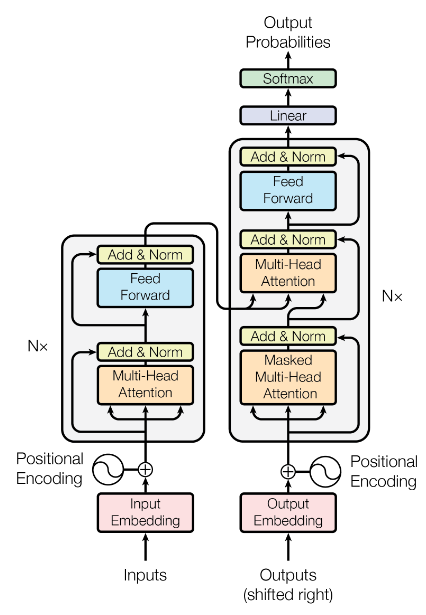 Output
Probabilities
Softmax
Linear
Add & Norm
Feed
Forward
Add & Norm
Multi-Head
Attention
Add & Norm
Masked
Multi-Head
Attention
N×
Positional
Encoding
Output
Embedding
Outputs
(shifted right)
Add & Norm
Feed
Forward
Add & Norm
Multi-Head
Attention
N×
Positional
Encoding
Input
Embedding
Inputs